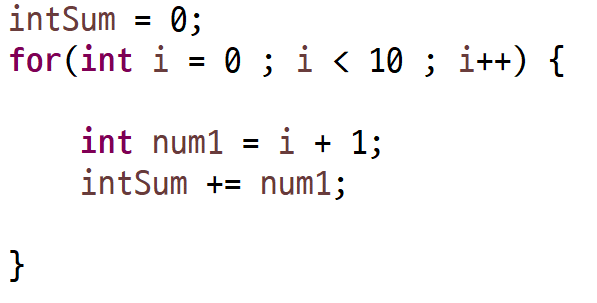 intSum = 0;
for(int i = 0 ; i < 10 ; i++) {
int num1 = i + 1;
intSum += num1;
}